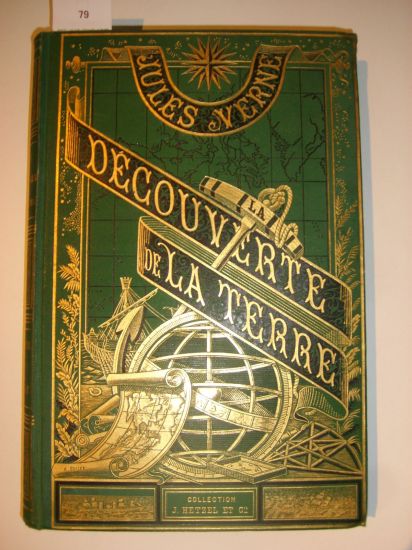 79
JULES VERNE
LA
DÉCOUVERTE
DE LA TERRE
COLLECTION
J. HETZEL ET Cie